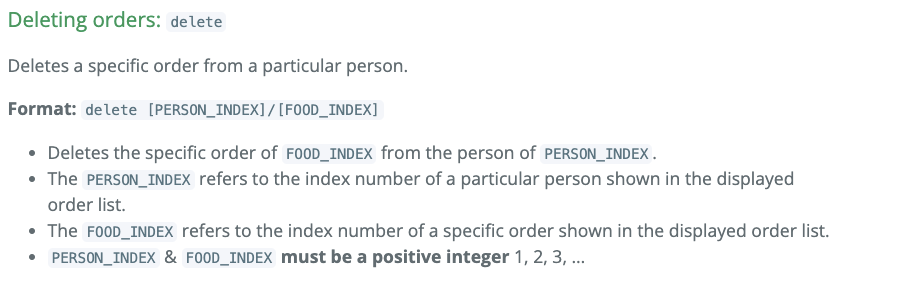 Deleting orders: delete
Deletes a specific order from a particular person.
Format: delete [PERSON_INDEX]/[FOOD_INDEX]
• Deletes the specific order of FOOD_INDEX from the person of PERSON_INDEX.
• The PERSON_INDEX refers to the index number of a particular person shown in the displayed
order list.
• The FOOD_INDEX refers to the index number of a specific order shown in the displayed order list.
• PERSON_INDEX & FOOD_INDEX must be a positive integer 1, 2, 3, …